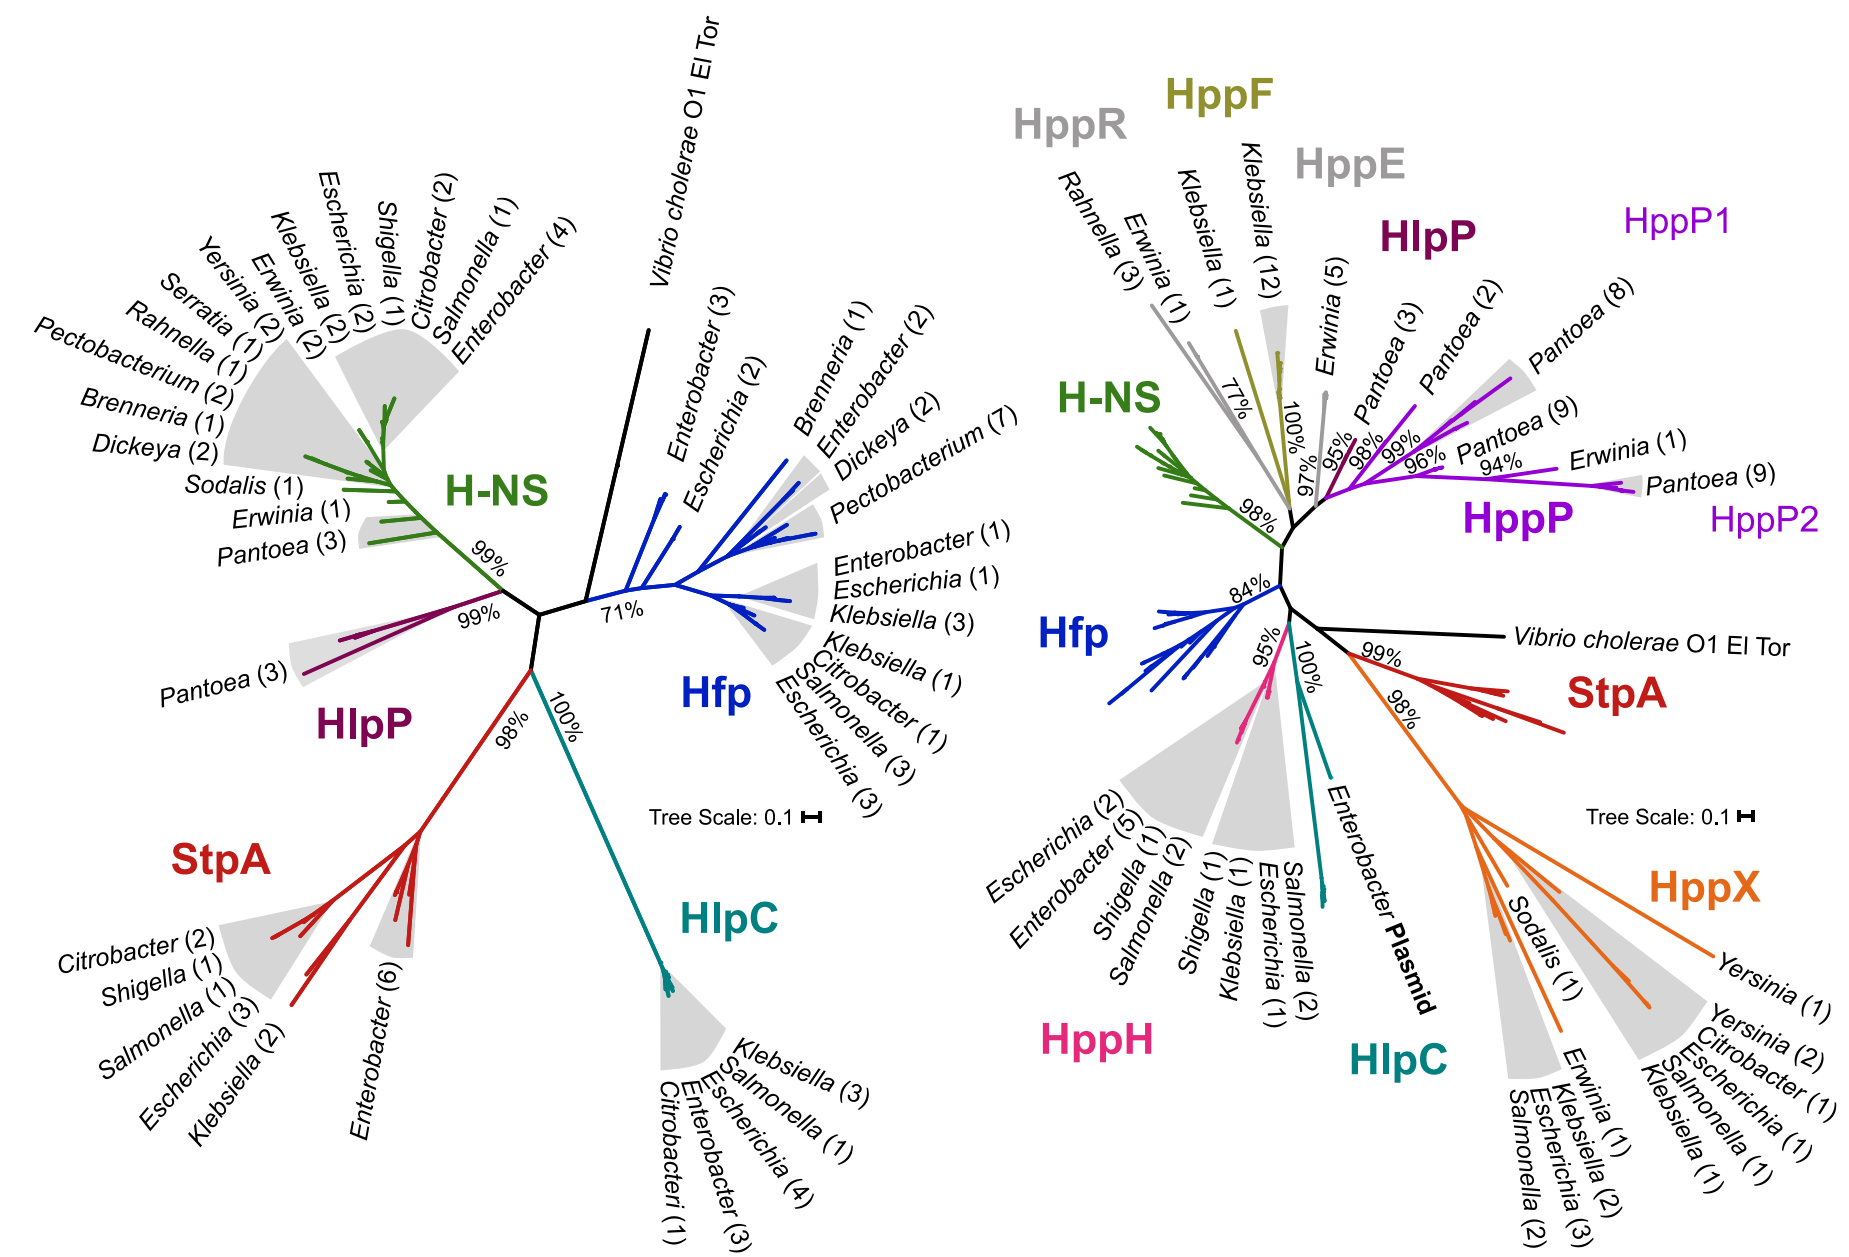 Vibrio cholerae O1 El Tor
Escherichia (2)
Shigella (1)
Citrobacter (2)
Salmonella (1)
Enterobacter (4)
Klebsiella (2)
Erwinia (2)
Yersinia (2)
Serratia (1)
Rahnella (1)
Pectobacterium (2)
Brenneria (1)
Dickeya (2)
Sodalis (1)
Erwinia (1)
Pantoea (3)
H-NS
99%
99%
Pantoea (3)
HlpP
71%
Enterobacter (3)
Escherichia (2)
Brenneria (1)
Enterobacter (2)
Dickeya (2)
Pectobacterium (7)
Enterobacter (1)
Escherichia (1)
Klebsiella (3)
Klebsiella (1)
Citrobacter (1)
Salmonella (3)
Escherichia (3)
Hfp
98%
100%
Tree Scale: 0.1
StpA
Citrobacter (2)
Shigella (1)
Salmonella (1)
Escherichia (3)
Klebsiella (2)
Enterobacter (6)
HlpC
Klebsiella (3)
Salmonella (1)
Escherichia (4)
Enterobacter (3)
Citrobacteri (1)
HppF
HppR
HppE
HlpP
HppP1
Rahnella (3)
Erwinia (1)
Klebsiella (1)
Klebsiella (12)
Erwinia (5)
Pantoea (3)
Pantoea (2)
Pantoea (8)
Pantoea (9)
Erwinia (1)
Pantoea (9)
77%
100%
97%
95%
98%
99%
96%
94%
HppP
HppP2
H-NS
98%
84%
Hfp
95%
100%
99%
98%
Vibrio cholerae O1 El Tor
StpA
Tree Scale: 0.1
Escherichia (2)
Enterobacter (5)
Shigella (1)
Salmonella (2)
Shigella (1)
Klebsiella (1)
Escherichia (1)
Salmonella (2)
HppH
Enterobacter Plasmid
HlpC
HppX
Sodalis (1)
Yersinia (1)
Yersinia (2)
Citrobacter (1)
Escherichia (1)
Salmonella (1)
Klebsiella (1)
Erwinia (1)
Klebsiella (2)
Escherichia (3)
Salmonella (2)